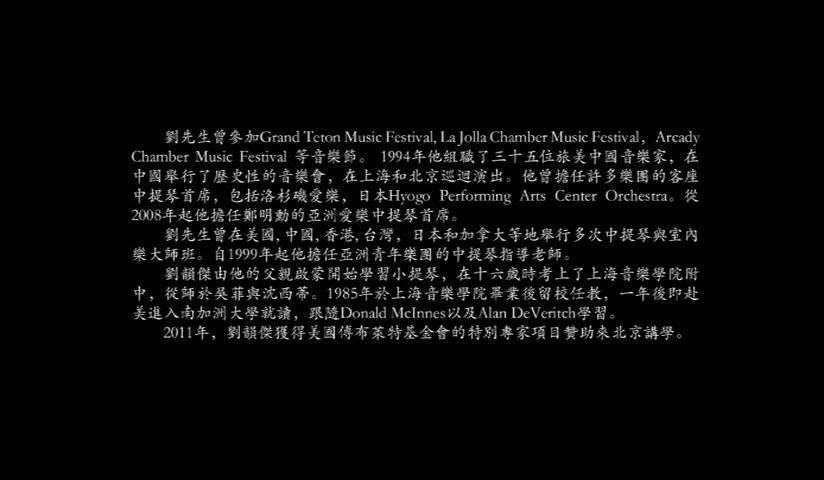 劉先生曾參加Grand Teton Music Festival, La Jolla Chamber Music Festival，Arcady
Chamber Music Festival 等音樂節。 1994年他組職了三十五位旅美中國音樂家，在
中國舉行了歷史性的音樂會，在上海和北京巡迴演出。他曾擔任許多樂團的客座
中提琴首席，包括洛杉磯愛樂，日本Hyogo Performing Arts Center Orchestra。從
2008年起他擔任鄭明勳的亞洲愛樂中提琴首席。
劉先生曾在美國, 中國, 香港, 台灣，日本和加拿大等地舉行多次中提琴與室內
樂大師班。自1999年起他擔任亞洲青年樂團的中提琴指導老師。
劉韻傑由他的父親啟蒙開始學習小提琴，在十六歲時考上了上海音樂學院附
中，從師於吳菲與沈西蒂。1985年於上海音樂學院畢業後留校任教，一年後即赴
美進入南加洲大學就讀，跟隨Donald McInnes以及Alan DeVeritch學習。
2011年，劉韻傑獲得美國傅布萊特基金會的特別專家項目贊助來北京講學。